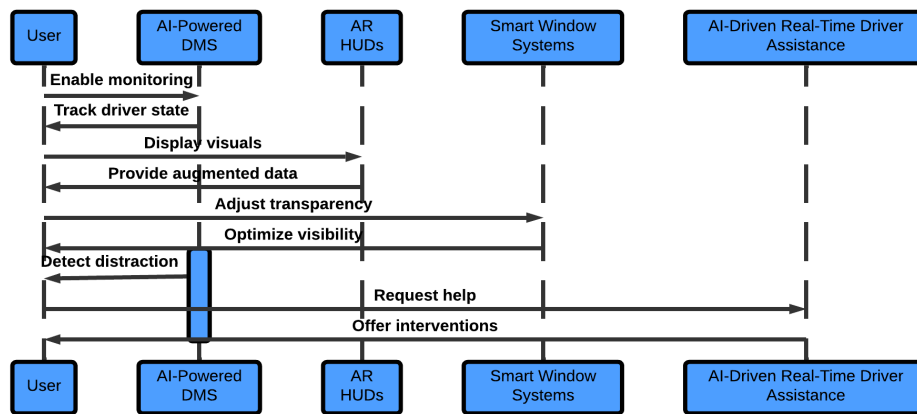 User
AI-Powered
DMS
AR
HUDs
Smart Window
Systems
AI-Driven Real-Time Driver
Assistance
Enable monitoring
Track driver state
Display visuals
Provide augmented data
Adjust transparency
Optimize visibility
Detect distraction
Request help
Offer interventions
User
AI-Powered
DMS
AR
HUDs
Smart Window
Systems
AI-Driven Real-Time Driver
Assistance